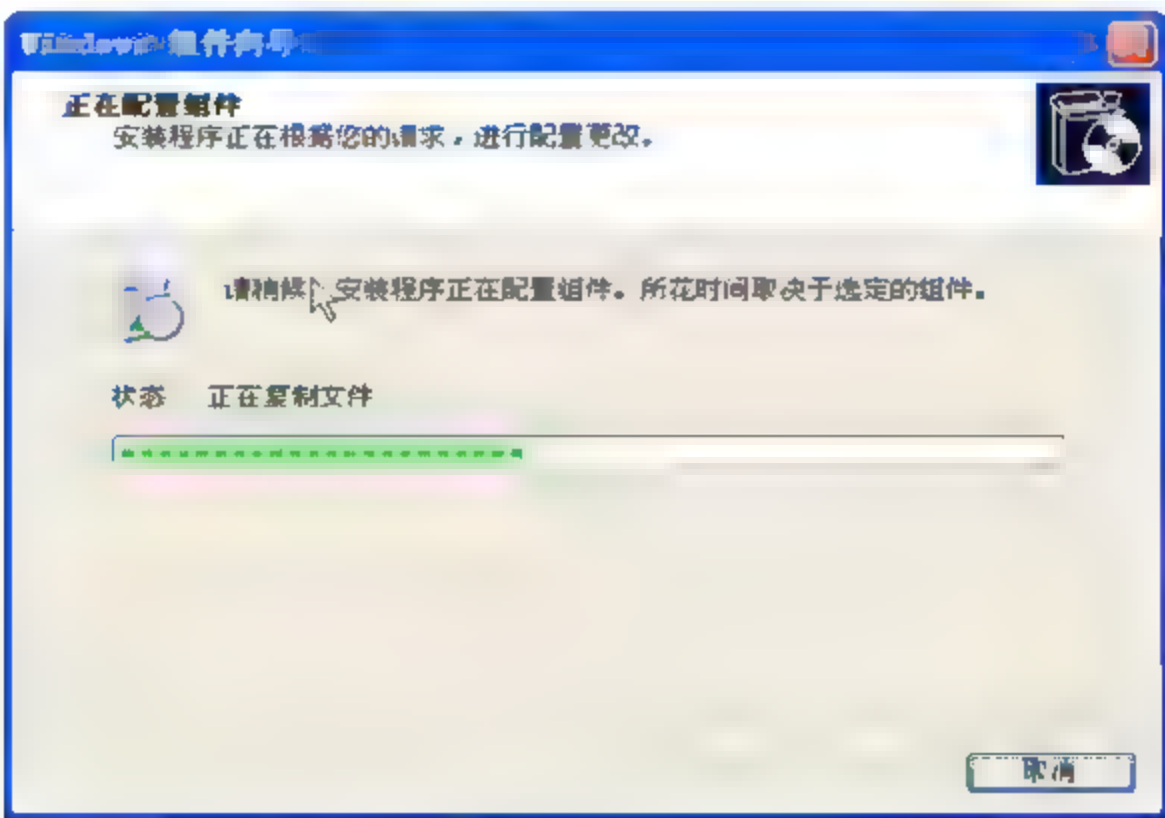 Windows 组件向导
正在配置组件
安装程序正在根据您的请求，进行配置更改。
请稍候，安装程序正在配置组件。所花时间取决于选定的组件。
状态 正在复制文件
取消